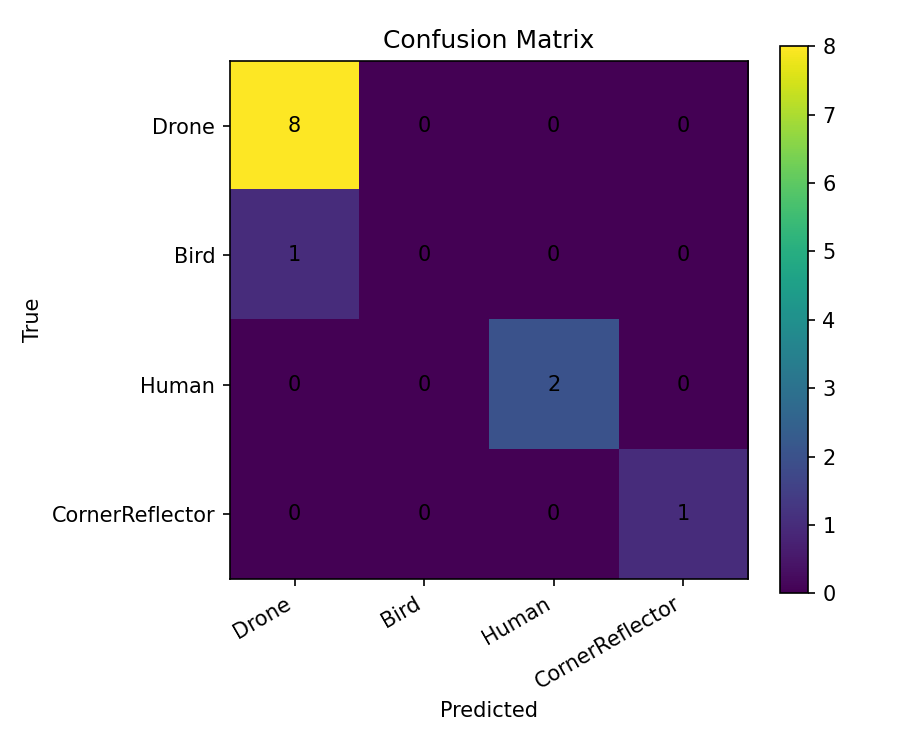 Confusion Matrix
True
Drone 8 0 0 0
Bird 1 0 0 0
Human 0 0 2 0
CornerReflector 0 0 0 1
Drone Bird Human CornerReflector
Predicted
8
7
6
5
4
3
2
1
0